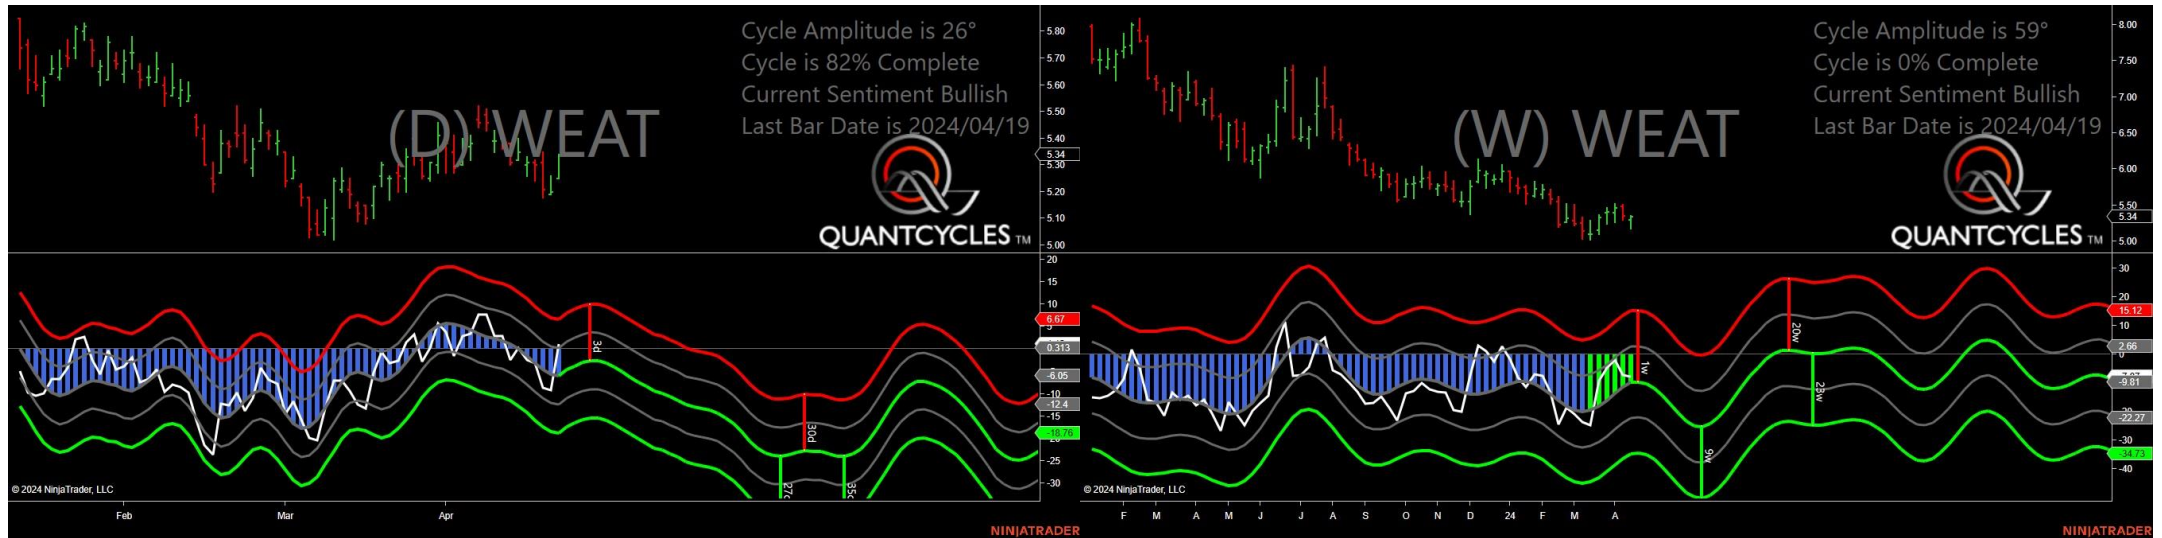 Cycle Amplitude is 26°
Cycle is 82% Complete
Current Sentiment Bullish
Last Bar Date is 2024/04/19
(D) WEAT
QUANTCYCLES TM
5.80
5.70
5.60
5.50
5.40
5.34
5.30
5.20
5.10
5.00
20
15
10
6.67
5
0.313
-6.05
-10
-12.4
-15
-18.76
-25
-30
3d
30d
27d
35d
© 2024 NinjaTrader, LLC
Feb
Mar
Apr
NINJATRADER
Cycle Amplitude is 59°
Cycle is 0% Complete
Current Sentiment Bullish
Last Bar Date is 2024/04/19
(W) WEAT
QUANTCYCLES TM
8.00
7.50
7.00
6.50
6.00
5.50
5.34
5.00
30
20
15.12
10
2.66
0
-9.81
-22.27
-30
-34.73
-40
1w
9w
20w
23w
© 2024 NinjaTrader, LLC
F
M
A
M
J
J
A
S
O
N
D
24
F
M
A
NINJATRADER